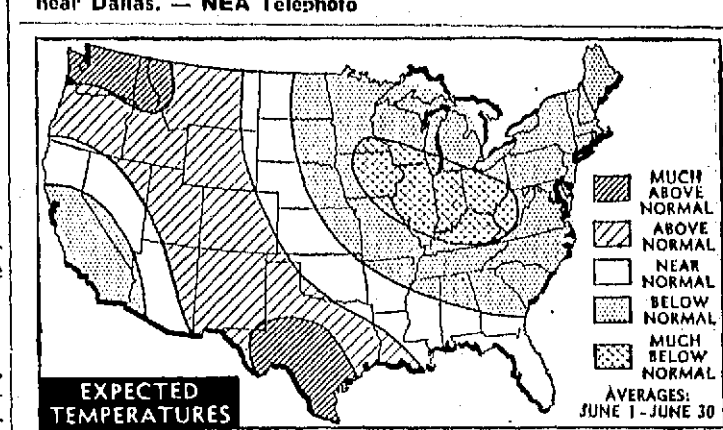 near Dallas. — NEA Telephoto
MUCH
ABOVE
NORMAL
ABOVE
NORMAL
NEAR
NORMAL
BELOW
NORMAL
MUCH
BELOW
NORMAL
AVERAGES:
JUNE 1-JUNE 30
EXPECTED
TEMPERATURES